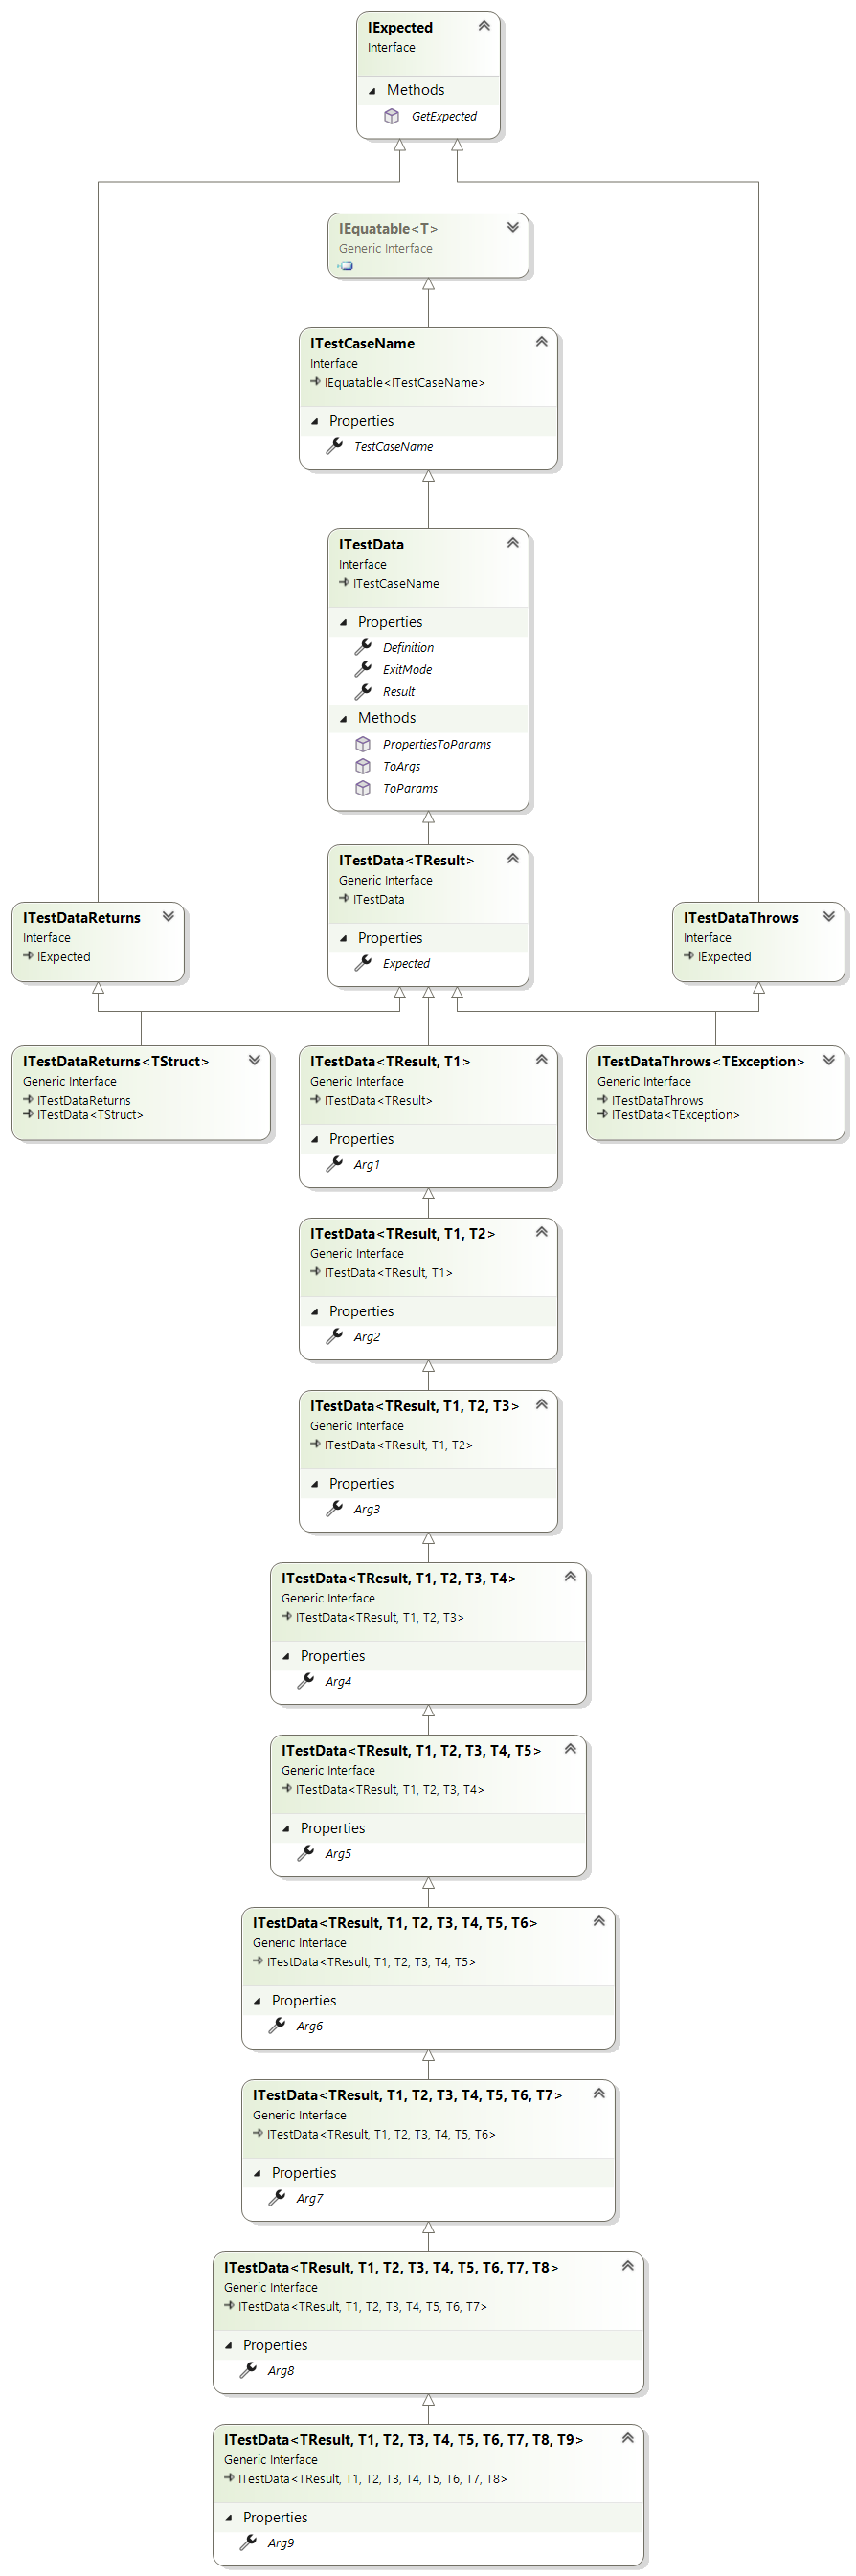 IExpected
Interface
Methods
GetExpected
IEquatable<T>
Generic Interface
ITestCaseName
Interface
IEquatable<ITestCaseName>
Properties
TestCaseName
ITestData
Interface
ITestCaseName
Properties
Definition
ExitMode
Result
Methods
PropertiesToParams
ToArgs
ToParams
ITestData<TResult>
Generic Interface
ITestData
Properties
Expected
ITestDataReturns
Interface
IExpected
ITestDataThrows
Interface
IExpected
ITestDataReturns<TStruct>
Generic Interface
ITestDataReturns
ITestData<TStruct>
ITestData<TResult, T1>
Generic Interface
ITestData<TResult>
Properties
Arg1
ITestDataThrows<TException>
Generic Interface
ITestDataThrows
ITestData<TException>
ITestData<TResult, T1, T2>
Generic Interface
ITestData<TResult, T1>
Properties
Arg2
ITestData<TResult, T1, T2, T3>
Generic Interface
ITestData<TResult, T1, T2>
Properties
Arg3
ITestData<TResult, T1, T2, T3, T4>
Generic Interface
ITestData<TResult, T1, T2, T3>
Properties
Arg4
ITestData<TResult, T1, T2, T3, T4, T5>
Generic Interface
ITestData<TResult, T1, T2, T3, T4>
Properties
Arg5
ITestData<TResult, T1, T2, T3, T4, T5, T6>
Generic Interface
ITestData<TResult, T1, T2, T3, T4, T5>
Properties
Arg6
ITestData<TResult, T1, T2, T3, T4, T5, T6, T7>
Generic Interface
ITestData<TResult, T1, T2, T3, T4, T5, T6>
Properties
Arg7
ITestData<TResult, T1, T2, T3, T4, T5, T6, T7, T8>
Generic Interface
ITestData<TResult, T1, T2, T3, T4, T5, T6, T7>
Properties
Arg8
ITestData<TResult, T1, T2, T3, T4, T5, T6, T7, T8, T9>
Generic Interface
ITestData<TResult, T1, T2, T3, T4, T5, T6, T7, T8>
Properties
Arg9